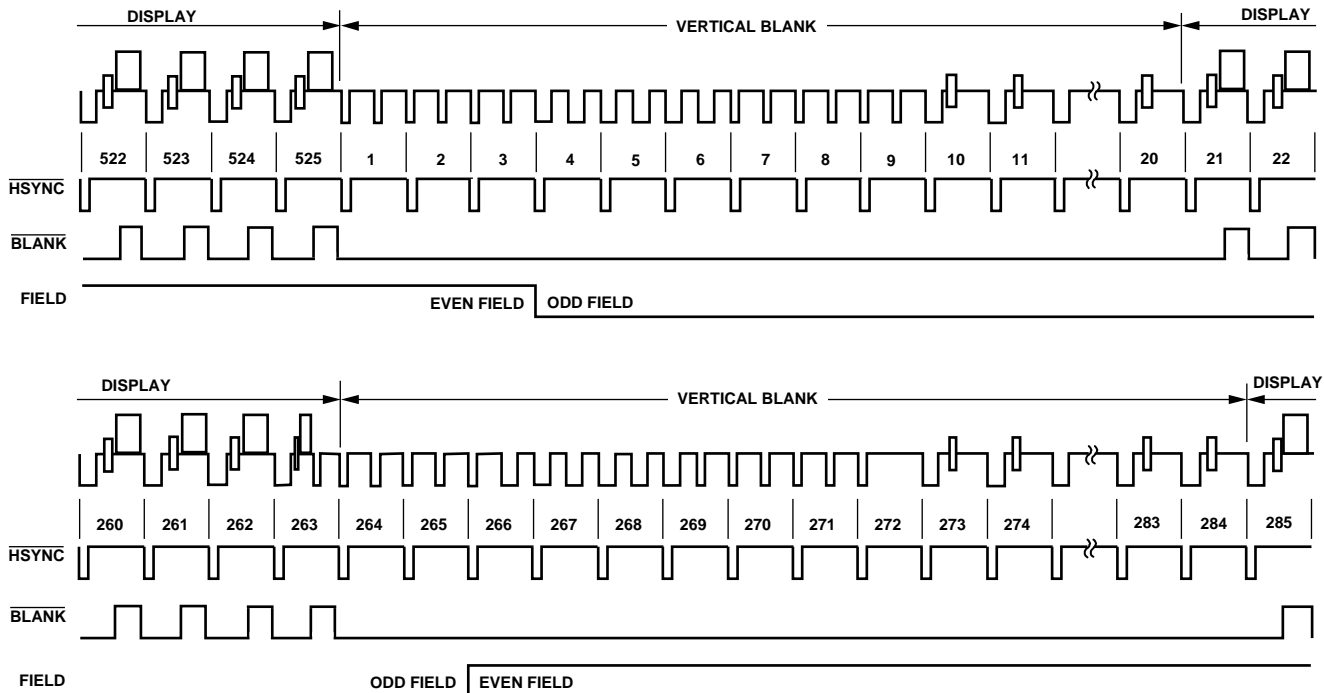 DISPLAY VERTICAL BLANK DISPLAY
522 523 524 525 1 2 3 4 5 6 7 8 9 10 11 20 21 22
HSYNC
BLANK
FIELD EVEN FIELD ODD FIELD
DISPLAY VERTICAL BLANK DISPLAY
260 261 262 263 264 265 266 267 268 269 270 271 272 273 274 283 284 285
HSYNC
BLANK
FIELD ODD FIELD EVEN FIELD